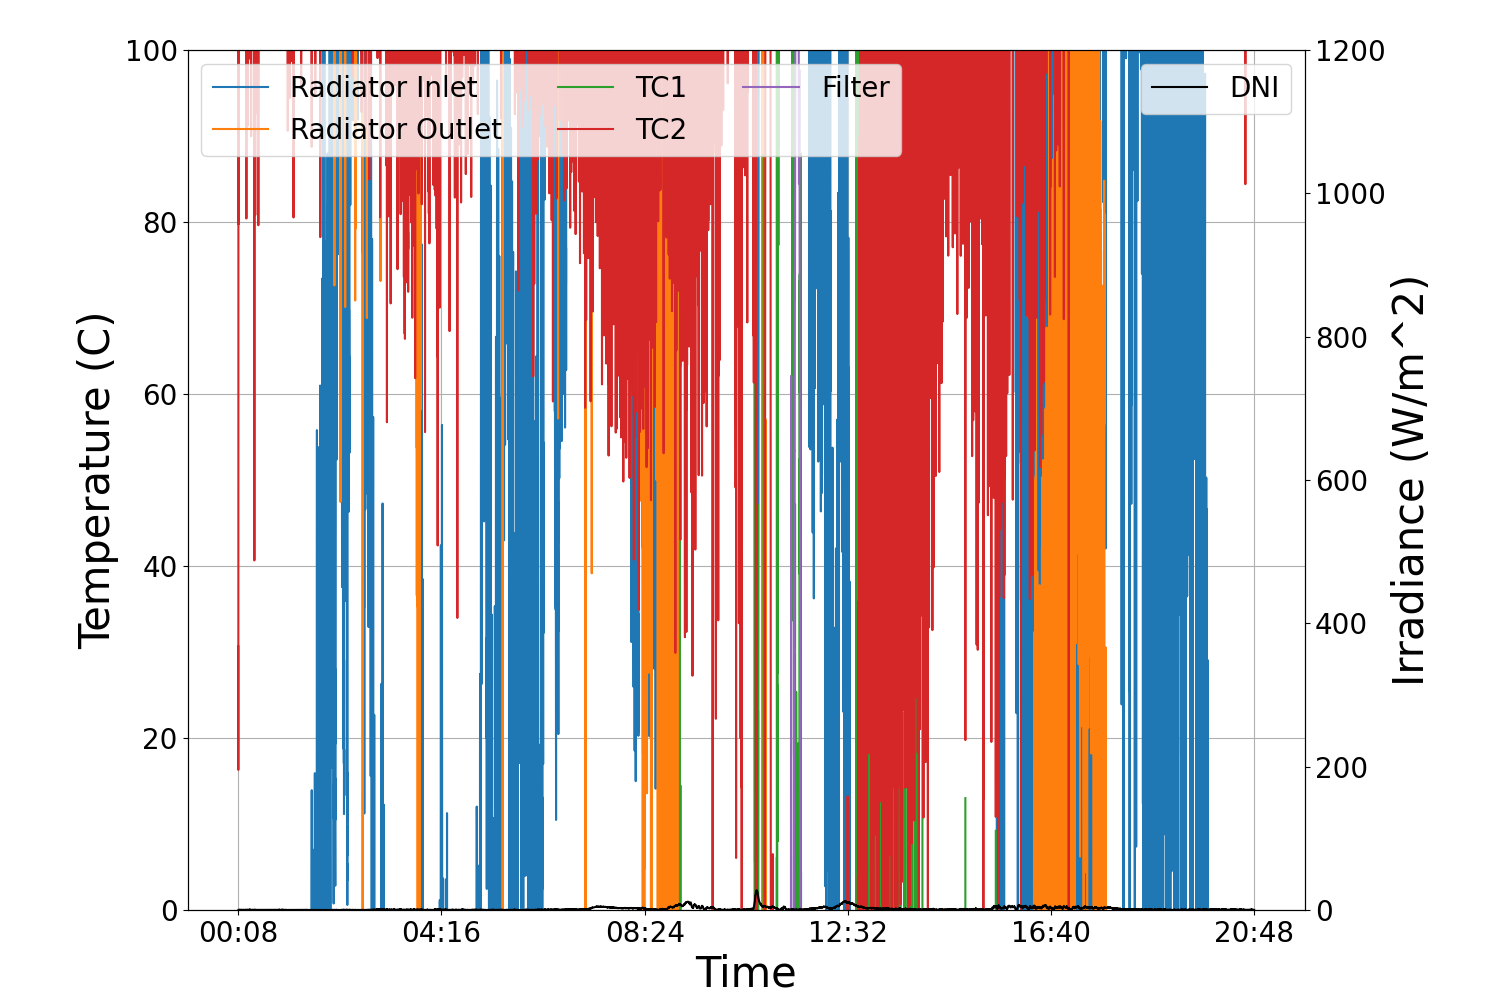 100
80
60
40
20
0
Temperature (C)
Radiator Inlet
Radiator Outlet
TC1
TC2
Filter
DNI
1200
1000
800
600
400
200
0
Irradiance (W/m^2)
00:08
04:16
08:24
12:32
16:40
20:48
Time